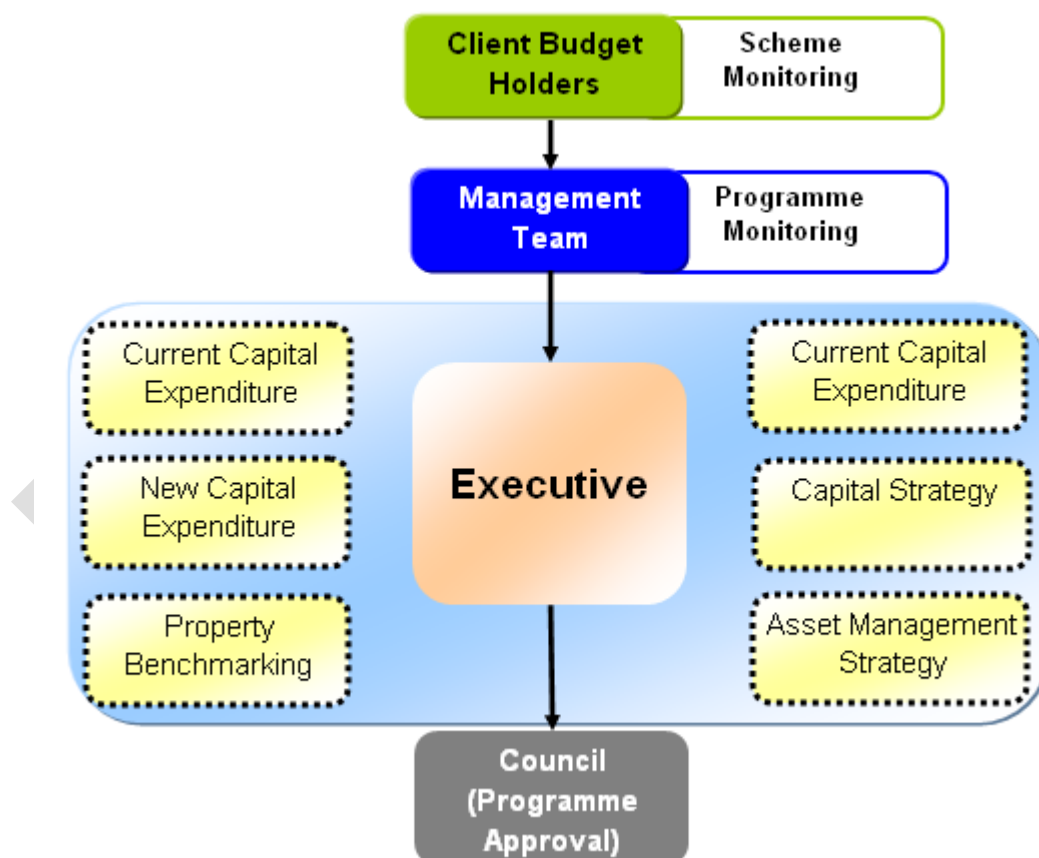 Client Budget
Holders
Scheme
Monitoring
Management
Team
Programme
Monitoring
Current Capital
Expenditure
New Capital
Expenditure
Property
Benchmarking
Executive
Current Capital
Expenditure
Capital Strategy
Asset Management
Strategy
Council
(Programme
Approval)